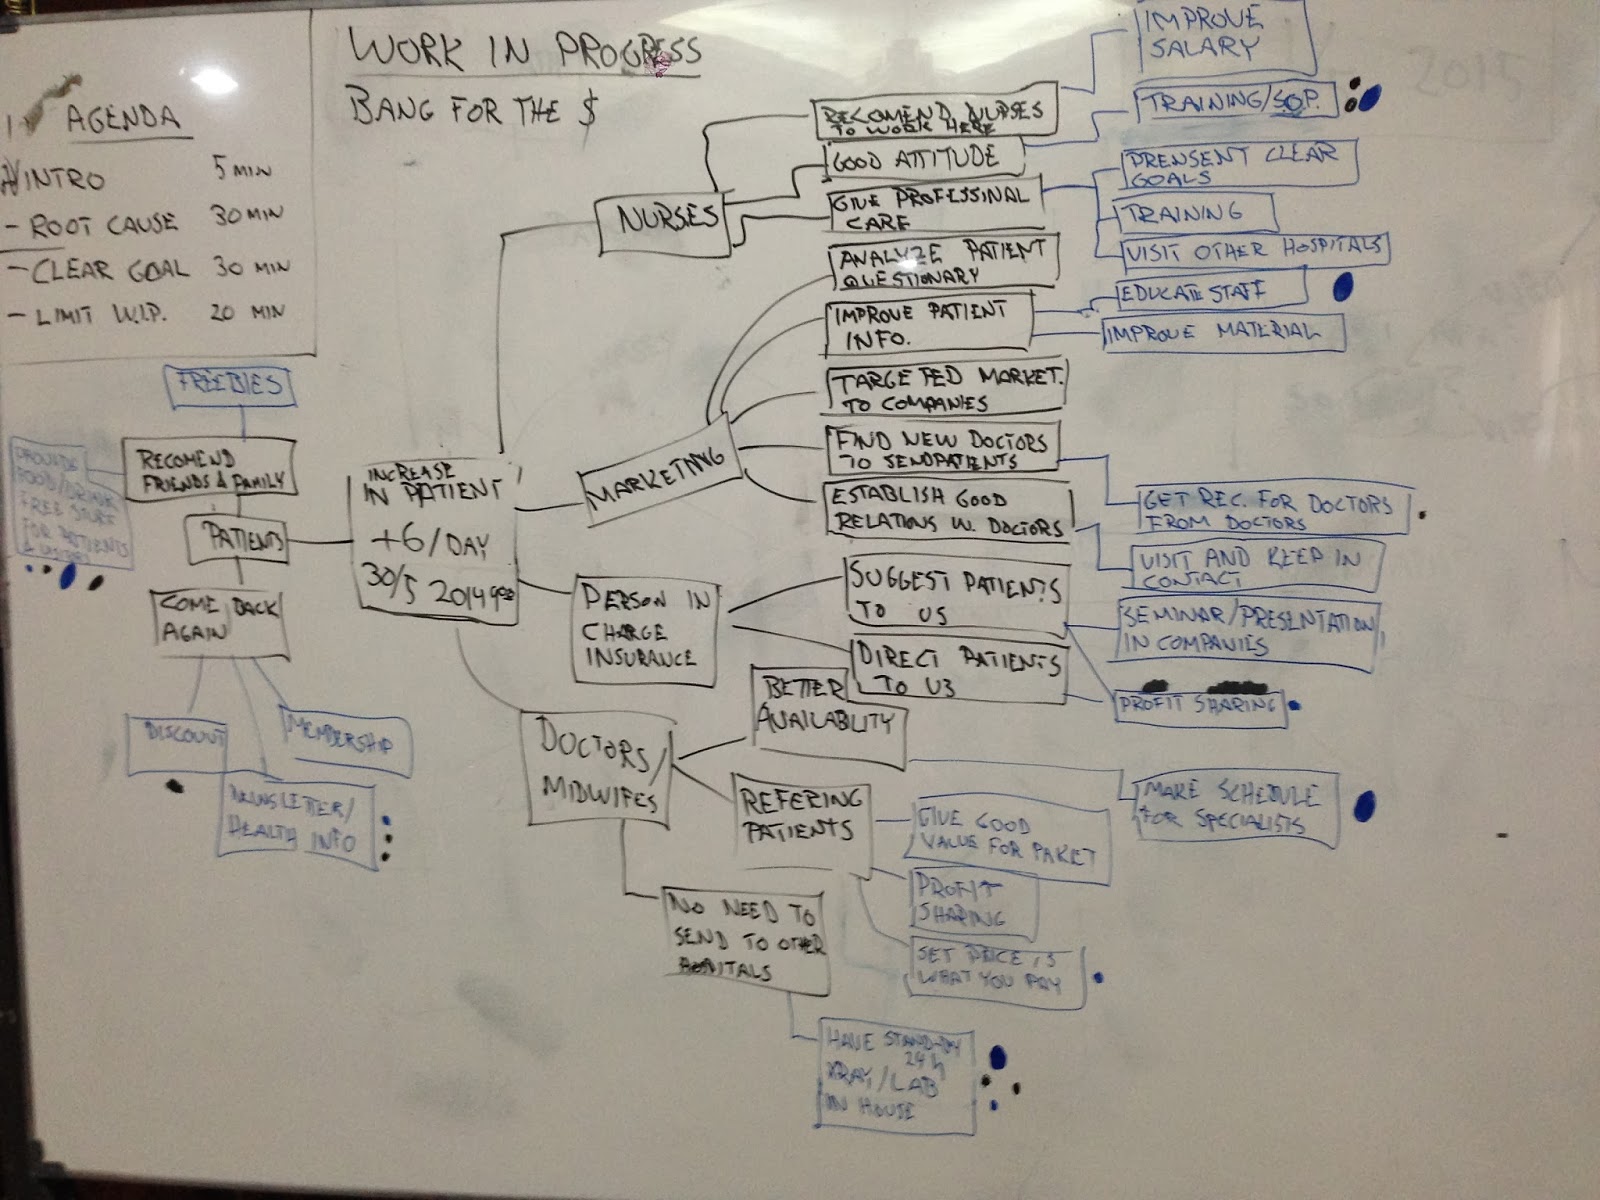 WORK IN PROGRESS
BANG FOR THE $
AGENDA
INTRO 5 MIN
- ROOT CAUSE 30 MIN
- CLEAR GOAL 30 MIN
- LIMIT W.I.P. 20 MIN
2015
FREEBIES
RECOMEND
FRIENDS & FAMILY
PROVIDE
FOOD/DRINK
FREE STUFF
FOR PATIENTS
PATIENTS
COME BACK
AGAIN
DISCOUNT
MEMBERSHIP
HEALTH INFO
INCREASE
IN PATIENT
+6/DAY
30/5 2014
NURSES
RECOMEND NURSES
TO WORK HERE
IMPROVE
SALARY
GOOD ATTITUDE
TRAINING/S.O.P.
GIVE PROFESSINAL
CARE
PRENSENT CLEAR
GOALS
TRAINING
VISIT OTHER HOSPITALS
MARKETING
ANALYZE PATIENT
QUESTIONARY
IMPROVE PATIENT
INFO.
EDUCATE STAFF
IMPROVE MATERIAL
TARGETED MARKET.
TO COMPANIES
FIND NEW DOCTORS
TO SENDPATIENTS
GET REC. FOR DOCTORS
FROM DOCTORS
ESTABLISH GOOD
RELATIONS W. DOCTORS
VISIT AND KEEP IN
CONTACT
PERSON IN
CHARGE
INSURANCE
SUGGEST PATIENTS
TO US
SEMINAR/PRESENTATION
IN COMPANIES
DIRECT PATIENTS
TO US
PROFIT SHARING
DOCTORS/
MIDWIFES
BETTER
AVAILABLITY
MAKE SCHEDULE
FOR SPECIALISTS
REFERING
PATIENTS
GIVE GOOD
VALUE FOR PAKET
PROFIT
SHARING
SET PRICE IS
WHAT YOU PAY
NO NEED TO
SEND TO OTHER
HOSPITALS
HAVE STAND-BY
24 h
XRAY/LAB
IN HOUSE